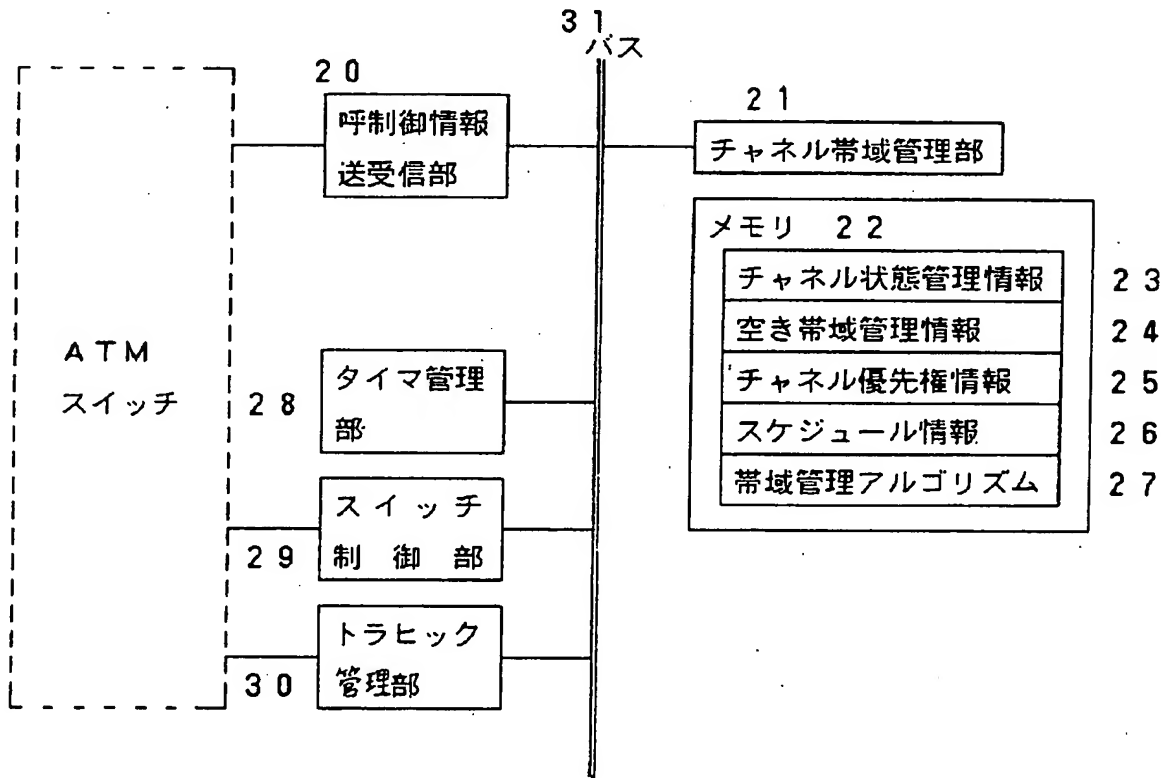 31
バス
20
呼制御情報
送受信部
21
チャネル帯域管理部
メモリ 22
チャネル状態管理情報 23
空き帯域管理情報 24
チャネル優先権情報 25
スケジュール情報 26
帯域管理アルゴリズム 27
ATM
スイッチ
28
タイマ管理
部
29
スイッチ
制御部
30
トラヒック
管理部